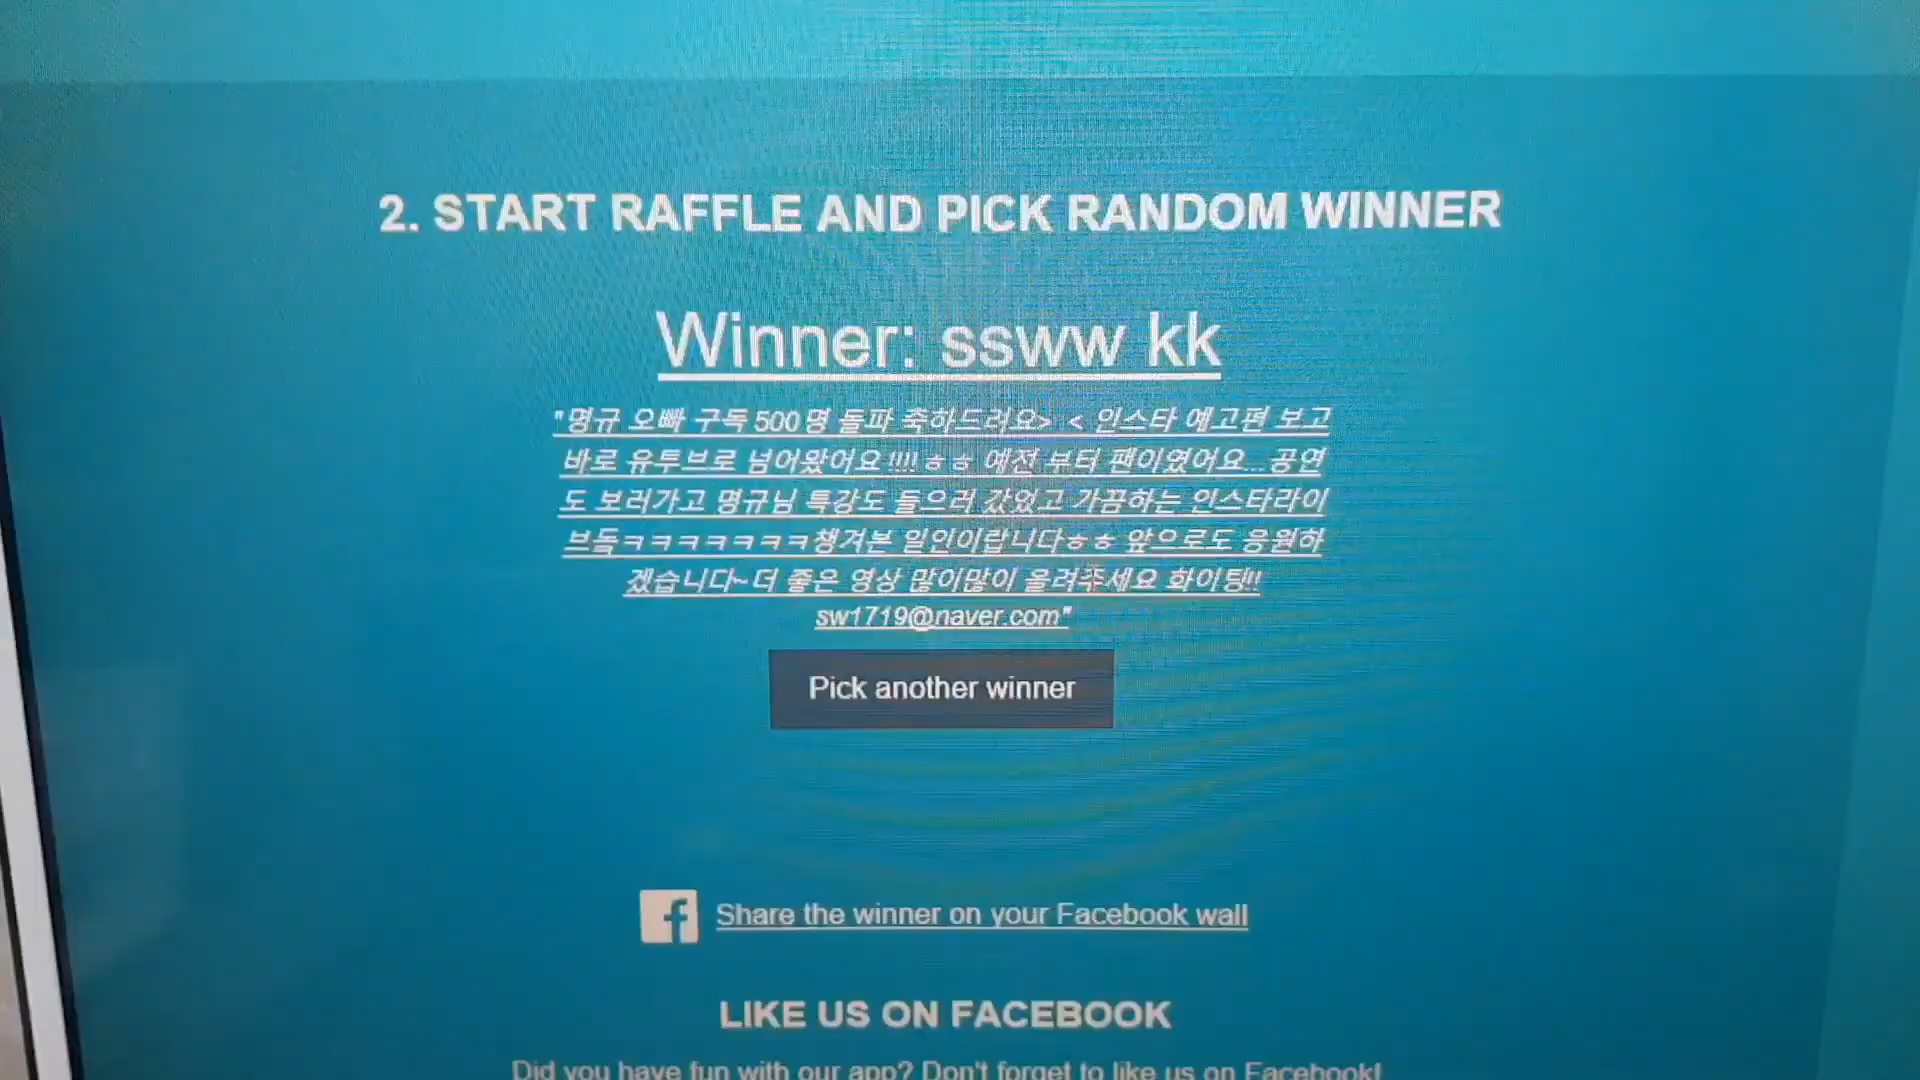 2. START RAFFLE AND PICK RANDOM WINNER
Winner: ssww kk
"명규 오빠 구독 500명 돌파 축하드려요> < 인스타 예고편 보고
바로 유투브로 넘어왔어요!!!!ㅎㅎ 예전 부터 팬이였어요...공연
도 보러가고 명규님 특강도 들으러 갔었고 가끔하는 인스타라이
브들ㅋㅋㅋㅋㅋㅋㅋ챙겨본 일인이랍니다ㅎㅎ 앞으로도 응원하
겠습니다~더 좋은 영상 많이많이 올려주세요 화이팅!!
sw1719@naver.com"
Pick another winner
Share the winner on your Facebook wall
LIKE US ON FACEBOOK
Did you have fun with our app? Don't forget to like us on Facebook!